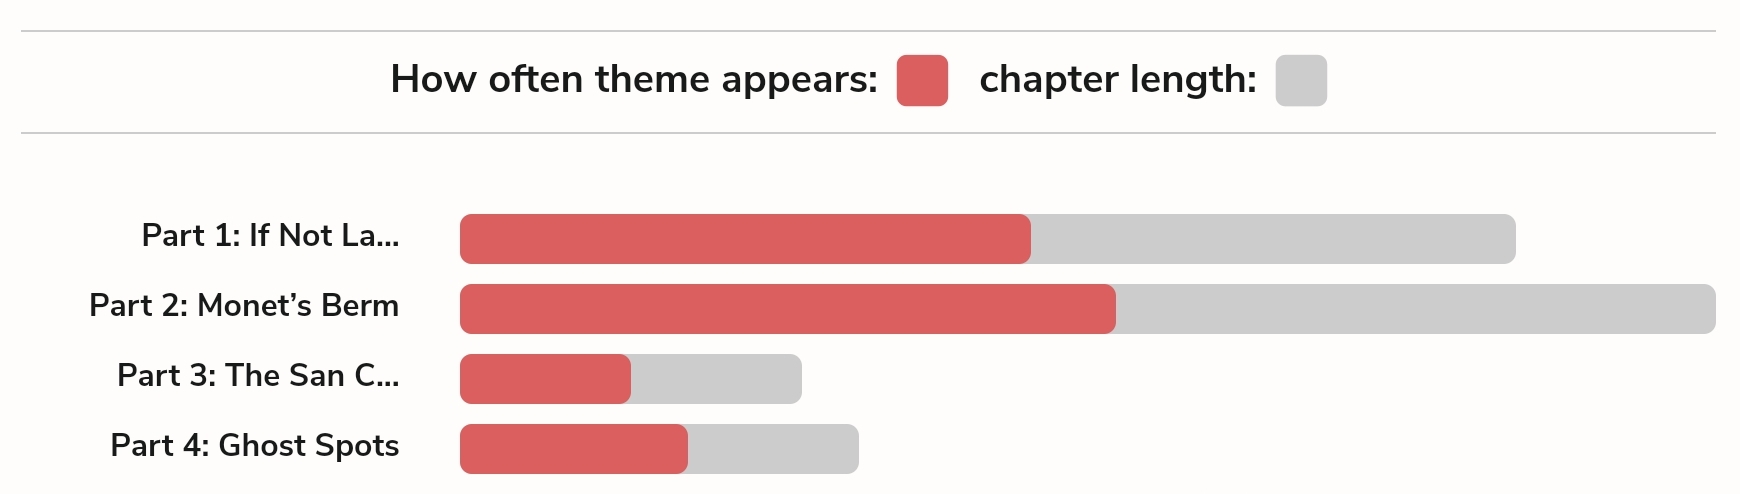 How often theme appears: chapter length:
Part 1: If Not La...
Part 2: Monet’s Berm
Part 3: The San C...
Part 4: Ghost Spots